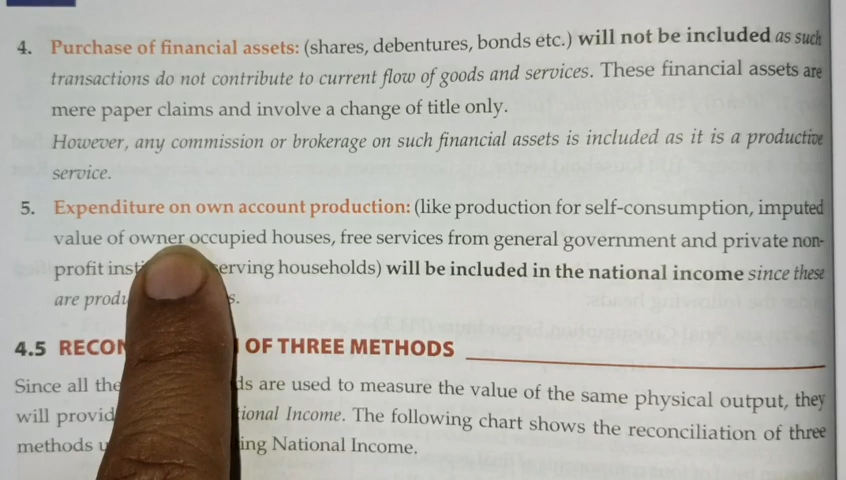 4. Purchase of financial assets: (shares, debentures, bonds etc.) will not be included as such
transactions do not contribute to current flow of goods and services. These financial assets are
mere paper claims and involve a change of title only.
However, any commission or brokerage on such financial assets is included as it is a productive
service.
5. Expenditure on own account production: (like production for self-consumption, imputed
value of owner occupied houses, free services from general government and private non-
profit inst erving households) will be included in the national income since these
are produ s.
4.5 RECON OF THREE METHODS
Since all the ds are used to measure the value of the same physical output, they
will provid tional Income. The following chart shows the reconciliation of three
methods u ing National Income.